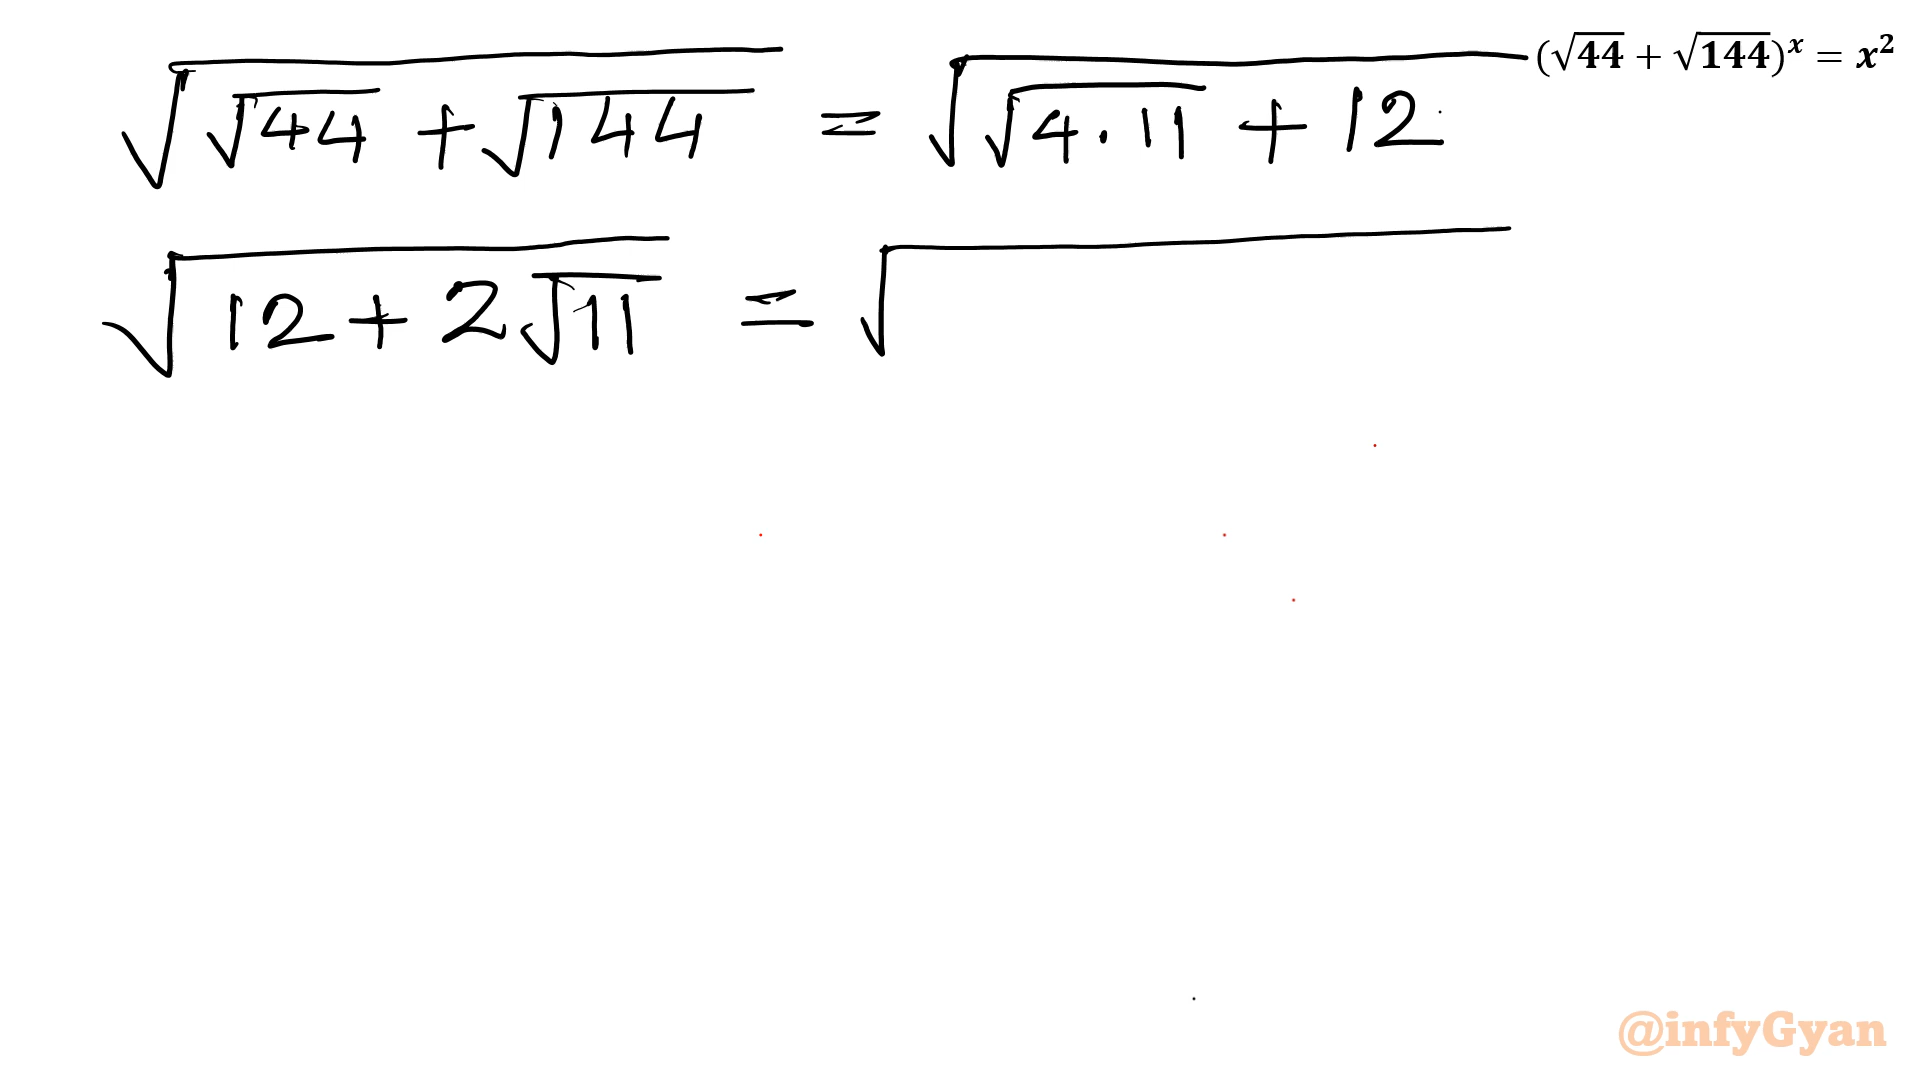 √(√44 + √144) = √(√(4.11) + 12
(√44 + √144)ˣ = x²
√(12 + 2√11) = √
@infyGyan